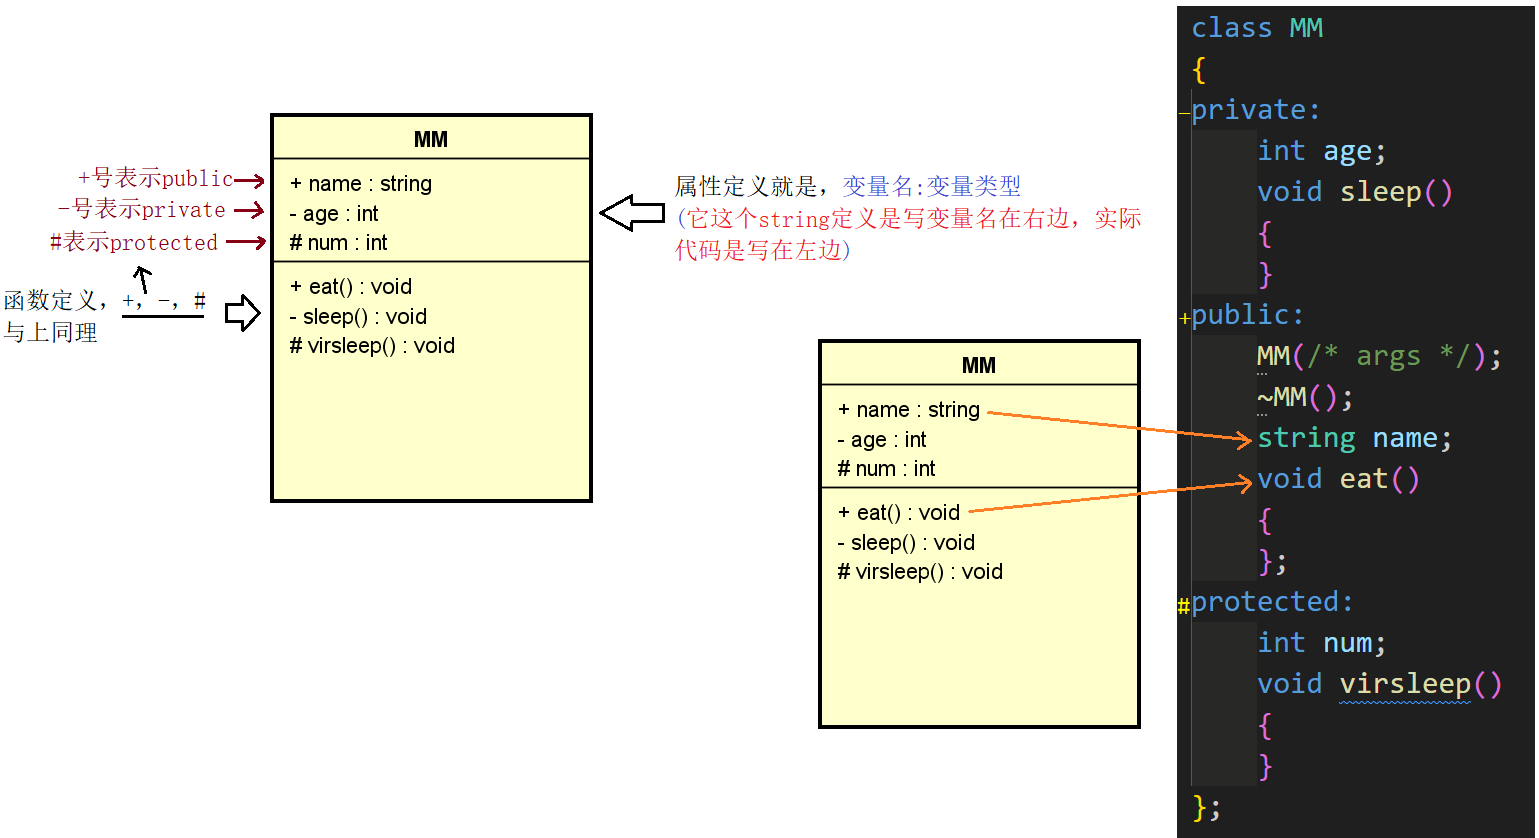 MM
+ name : string
- age : int
# num : int
+ eat() : void
- sleep() : void
# virsleep() : void
+号表示public
-号表示private
#表示protected
函数定义，+，-，#
与上同理
属性定义就是，变量名:变量类型
(它这个string定义是写变量名在右边，实际
代码是写在左边)
MM
+ name : string
- age : int
# num : int
+ eat() : void
- sleep() : void
# virsleep() : void
class MM
{
-private:
int age;
void sleep()
{
}
+public:
MM(/* args */);
~MM();
string name;
void eat()
{
};
#protected:
int num;
void virsleep()
{
}
};